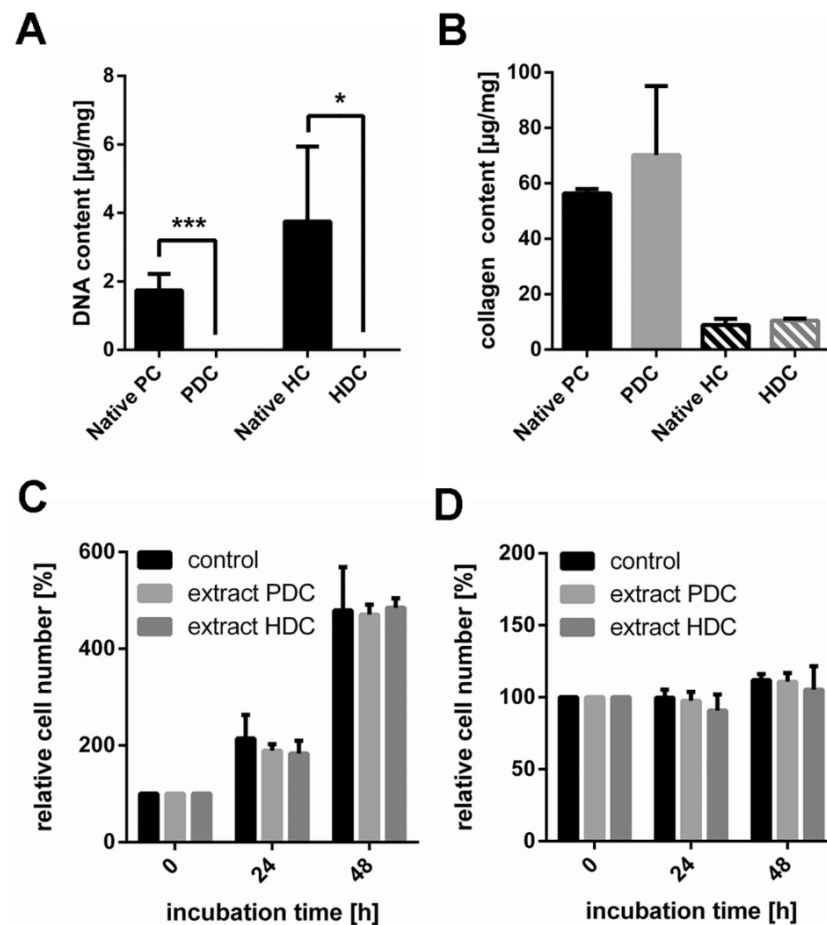 A
DNA content [µg/mg]
8
6
4
2
0
***
*
Native PC
PDC
Native HC
HDC
B
collagen content [µg/mg]
100
80
60
40
20
0
Native PC
PDC
Native HC
HDC
C
relative cell number [%]
600
400
200
0
control
extract PDC
extract HDC
0
24
48
incubation time [h]
D
relative cell number [%]
200
150
100
50
0
control
extract PDC
extract HDC
0
24
48
incubation time [h]